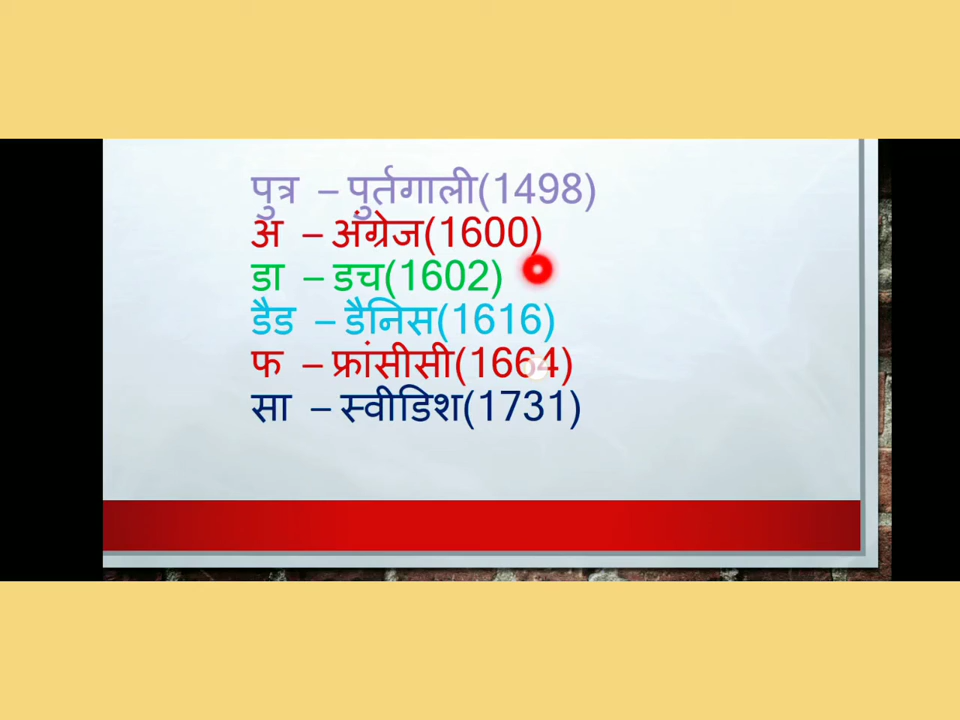 पुत्र – पुर्तगाली(1498)
अ – अंग्रेज(1600)
डा – डच(1602)
डैड – डैनिस(1616)
फ – फ्रांसीसी(1664)
सा – स्वीडिश(1731)